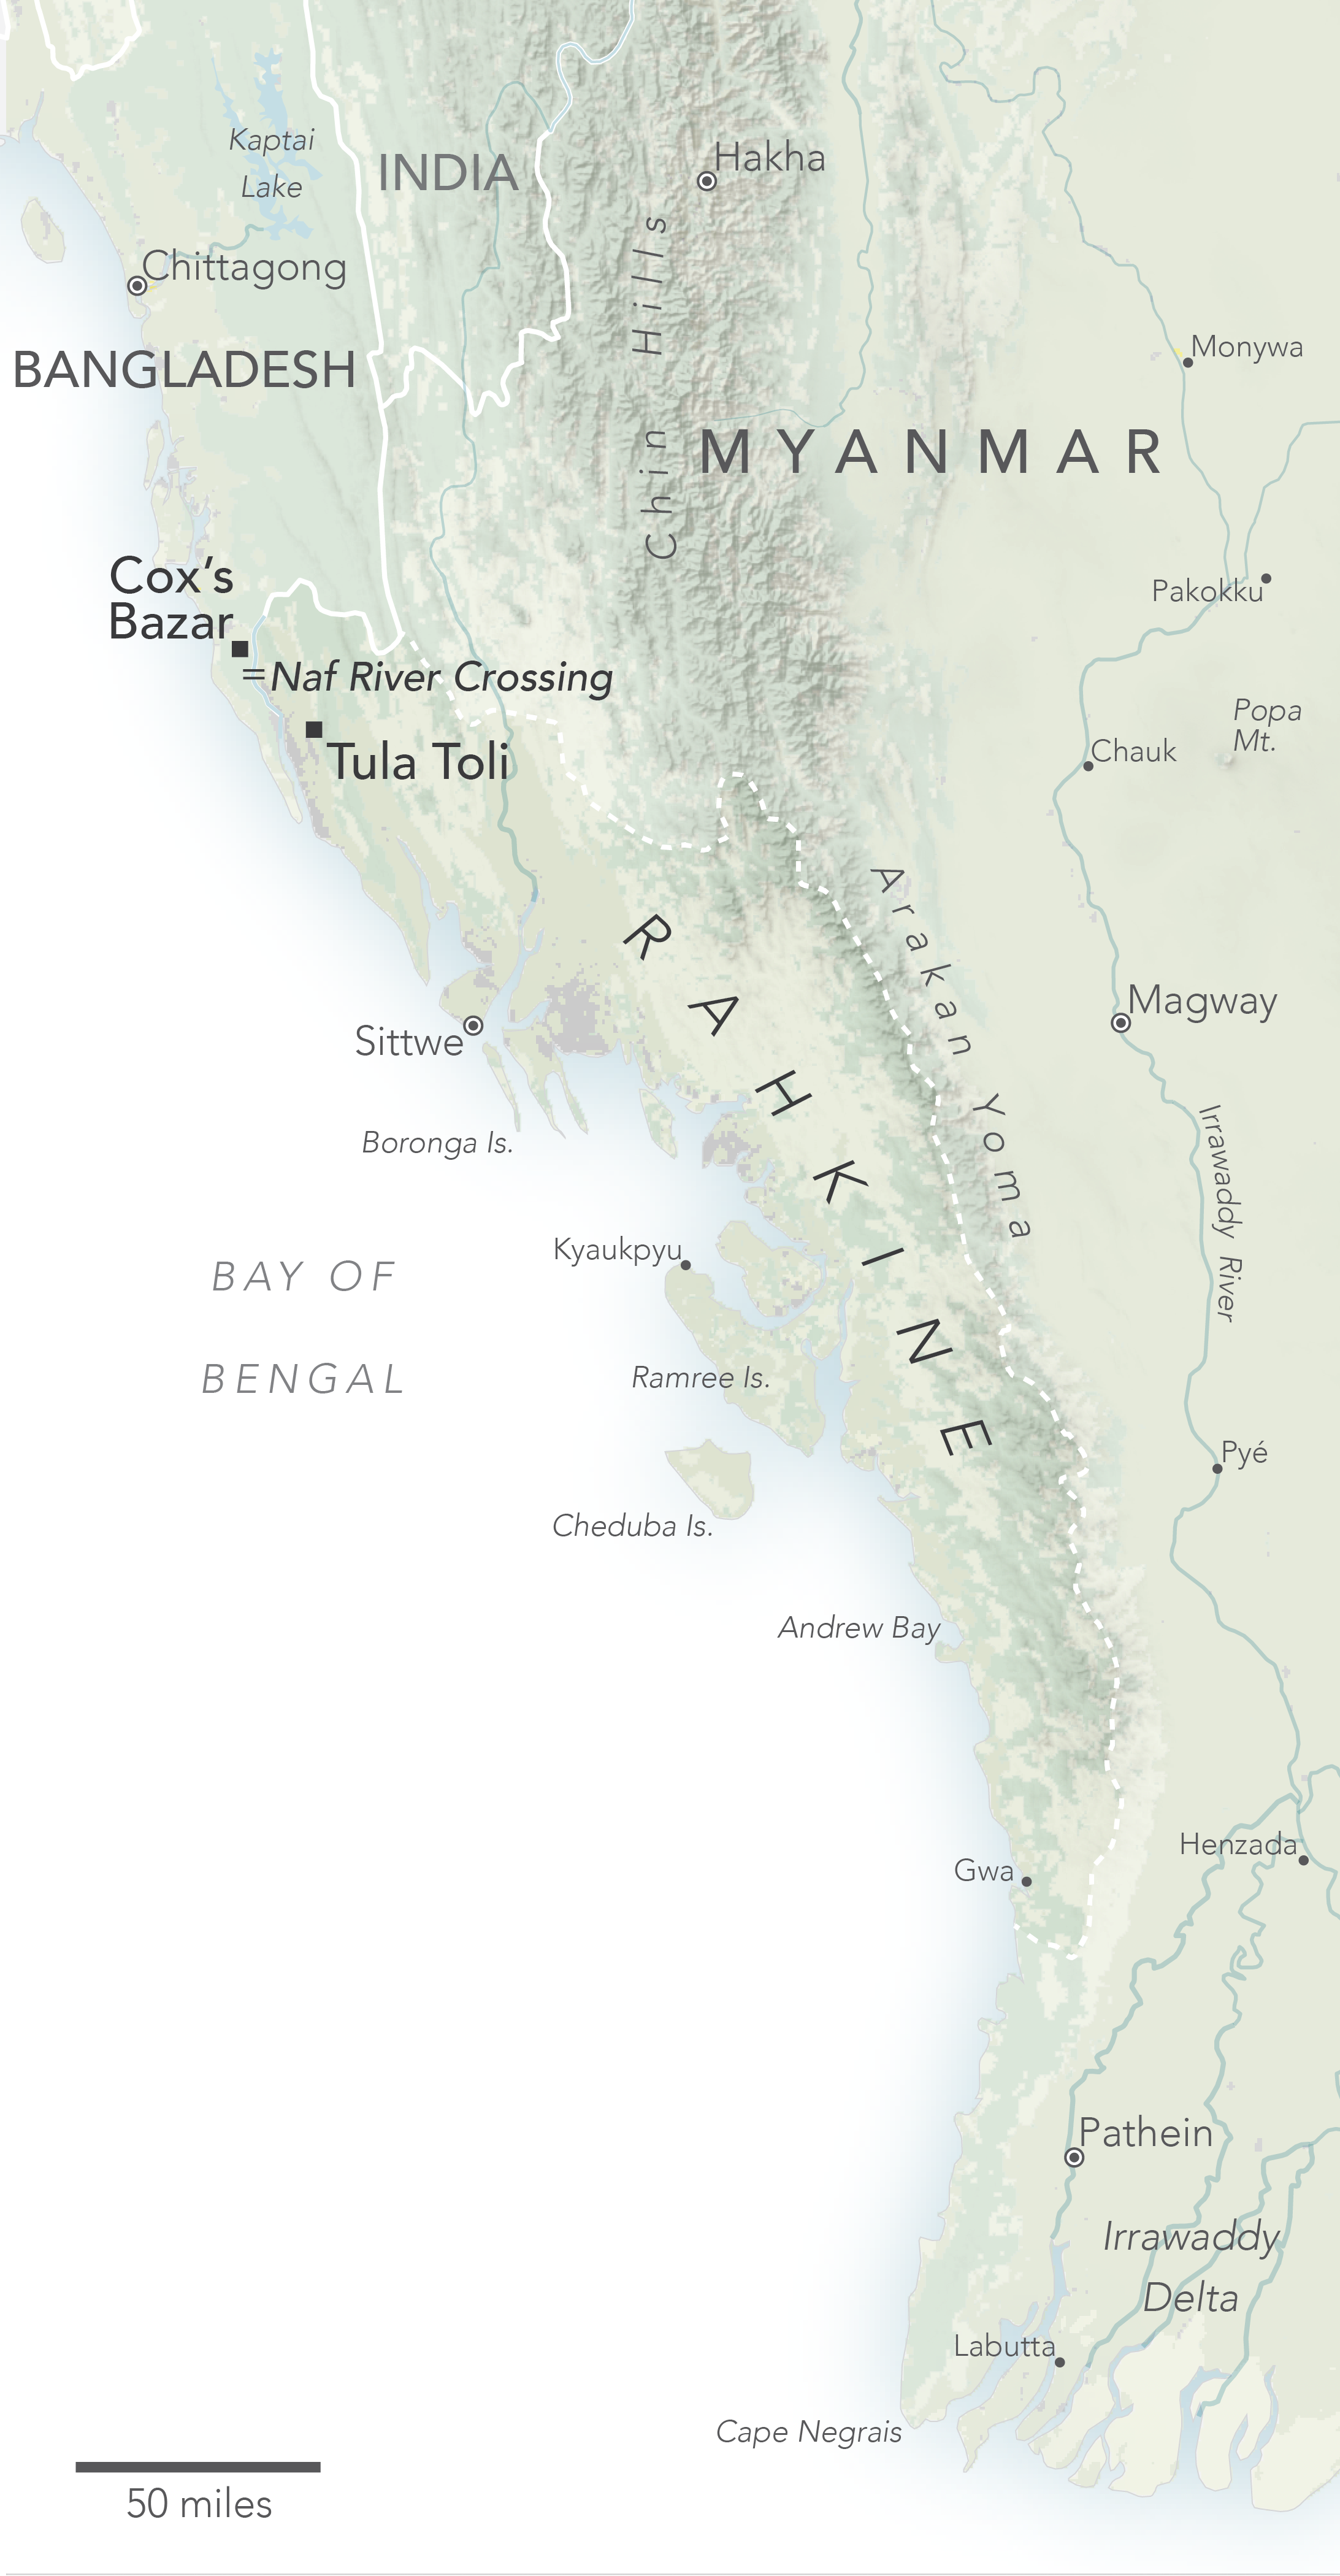 Kaptai
Lake
INDIA
Hakha
Chin Hills
Chittagong
BANGLADESH
Monywa
MYANMAR
Cox’s
Bazar
Pakokku
=Naf River Crossing
Popa
Mt.
Tula Toli
Chauk
Arakan Yoma
RAHKINE
Magway
Sittwe
Irrawaddy River
Boronga Is.
Kyaukpyu
BAY OF
BENGAL
Ramree Is.
Pyé
Cheduba Is.
Andrew Bay
Henzada
Gwa
Pathein
Irrawaddy
Delta
Labutta
Cape Negrais
50 miles